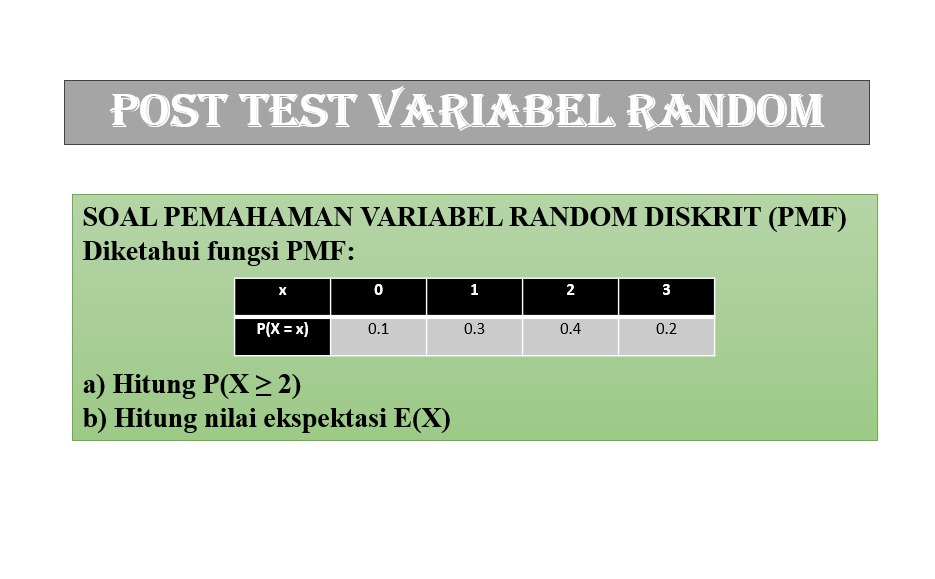 POST TEST VARIABEL RANDOM
SOAL PEMAHAMAN VARIABEL RANDOM DISKRIT (PMF)
Diketahui fungsi PMF:
x 0 1 2 3
P(X = x) 0.1 0.3 0.4 0.2
a) Hitung P(X ≥ 2)
b) Hitung nilai ekspektasi E(X)